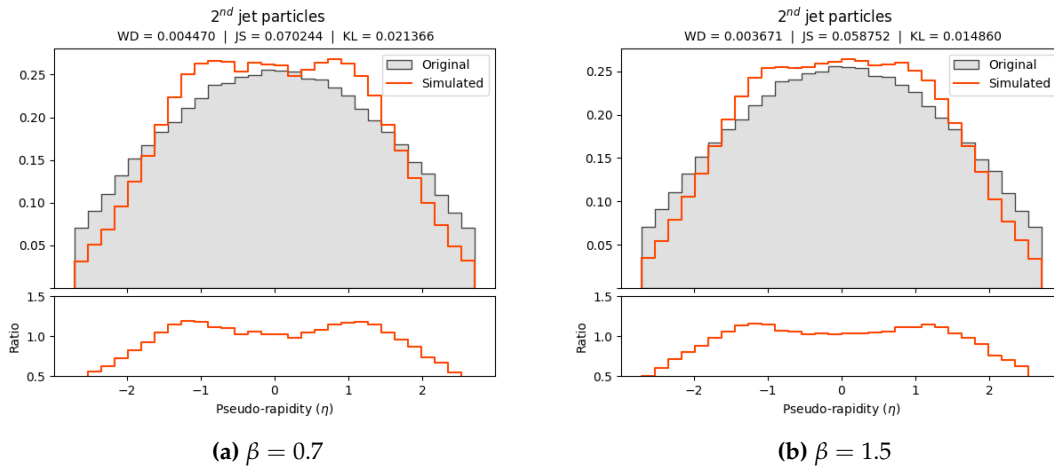 2nd jet particles
WD = 0.004470 | JS = 0.070244 | KL = 0.021366
Original
Simulated
0.25
0.20
0.15
0.10
0.05
1.5
1.0
0.5
Ratio
−2 −1 0 1 2
Pseudo-rapidity (η)
(a) β = 0.7
2nd jet particles
WD = 0.003671 | JS = 0.058752 | KL = 0.014860
Original
Simulated
0.25
0.20
0.15
0.10
0.05
1.5
1.0
0.5
Ratio
−2 −1 0 1 2
Pseudo-rapidity (η)
(b) β = 1.5